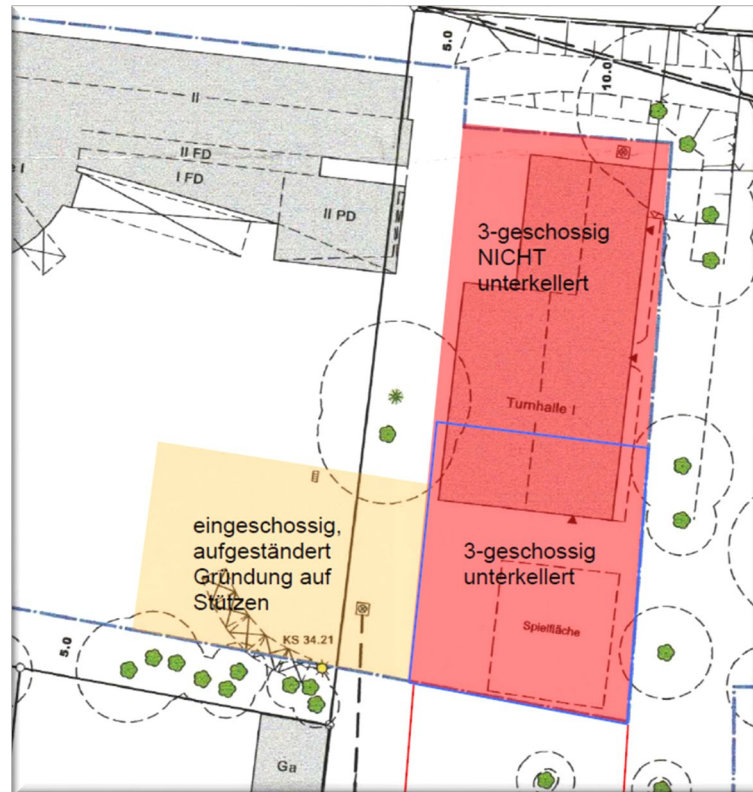 5.0
10.0
II
II FD
I FD
II PD
3-geschossig
NICHT
unterkellert
Turnhalle I
eingeschossig,
aufgeständert
Gründung auf
Stützen
3-geschossig
unterkellert
Spielfläche
KS 34.21
5.0
Ga